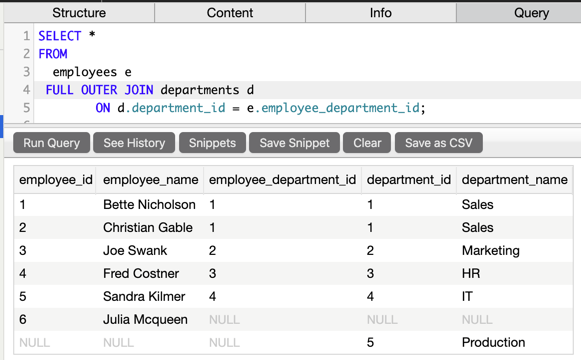 Structure Content Info Query
1 SELECT *
2 FROM
3 employees e
4 FULL OUTER JOIN departments d
5 ON d.department_id = e.employee_department_id;
Run Query See History Snippets Save Snippet Clear Save as CSV
employee_id employee_name employee_department_id department_id department_name
1 Bette Nicholson 1 1 Sales
2 Christian Gable 1 1 Sales
3 Joe Swank 2 2 Marketing
4 Fred Costner 3 3 HR
5 Sandra Kilmer 4 4 IT
6 Julia Mcqueen NULL NULL NULL
NULL NULL NULL 5 Production